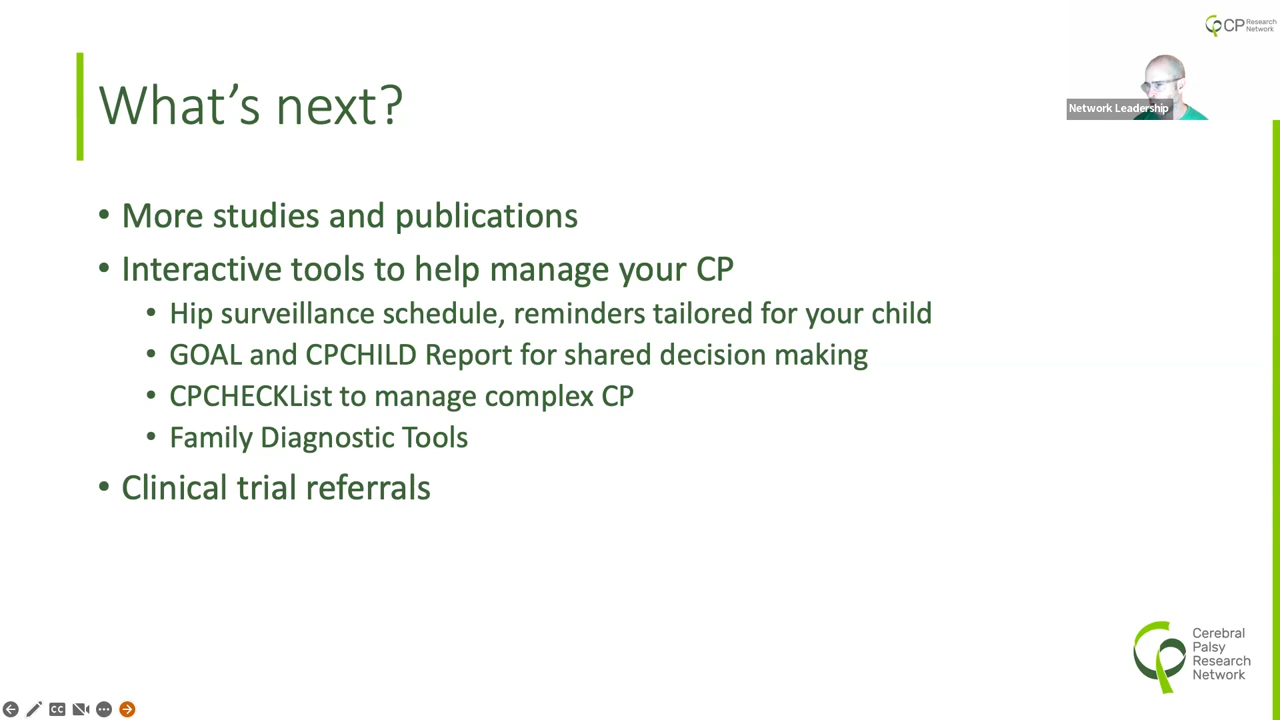 CP Research
Network
Network Leadership
What's next?
• More studies and publications
• Interactive tools to help manage your CP
• Hip surveillance schedule, reminders tailored for your child
• GOAL and CPCHILD Report for shared decision making
• CPCHECKList to manage complex CP
• Family Diagnostic Tools
• Clinical trial referrals
Cerebral
Palsy
Research
Network
CC